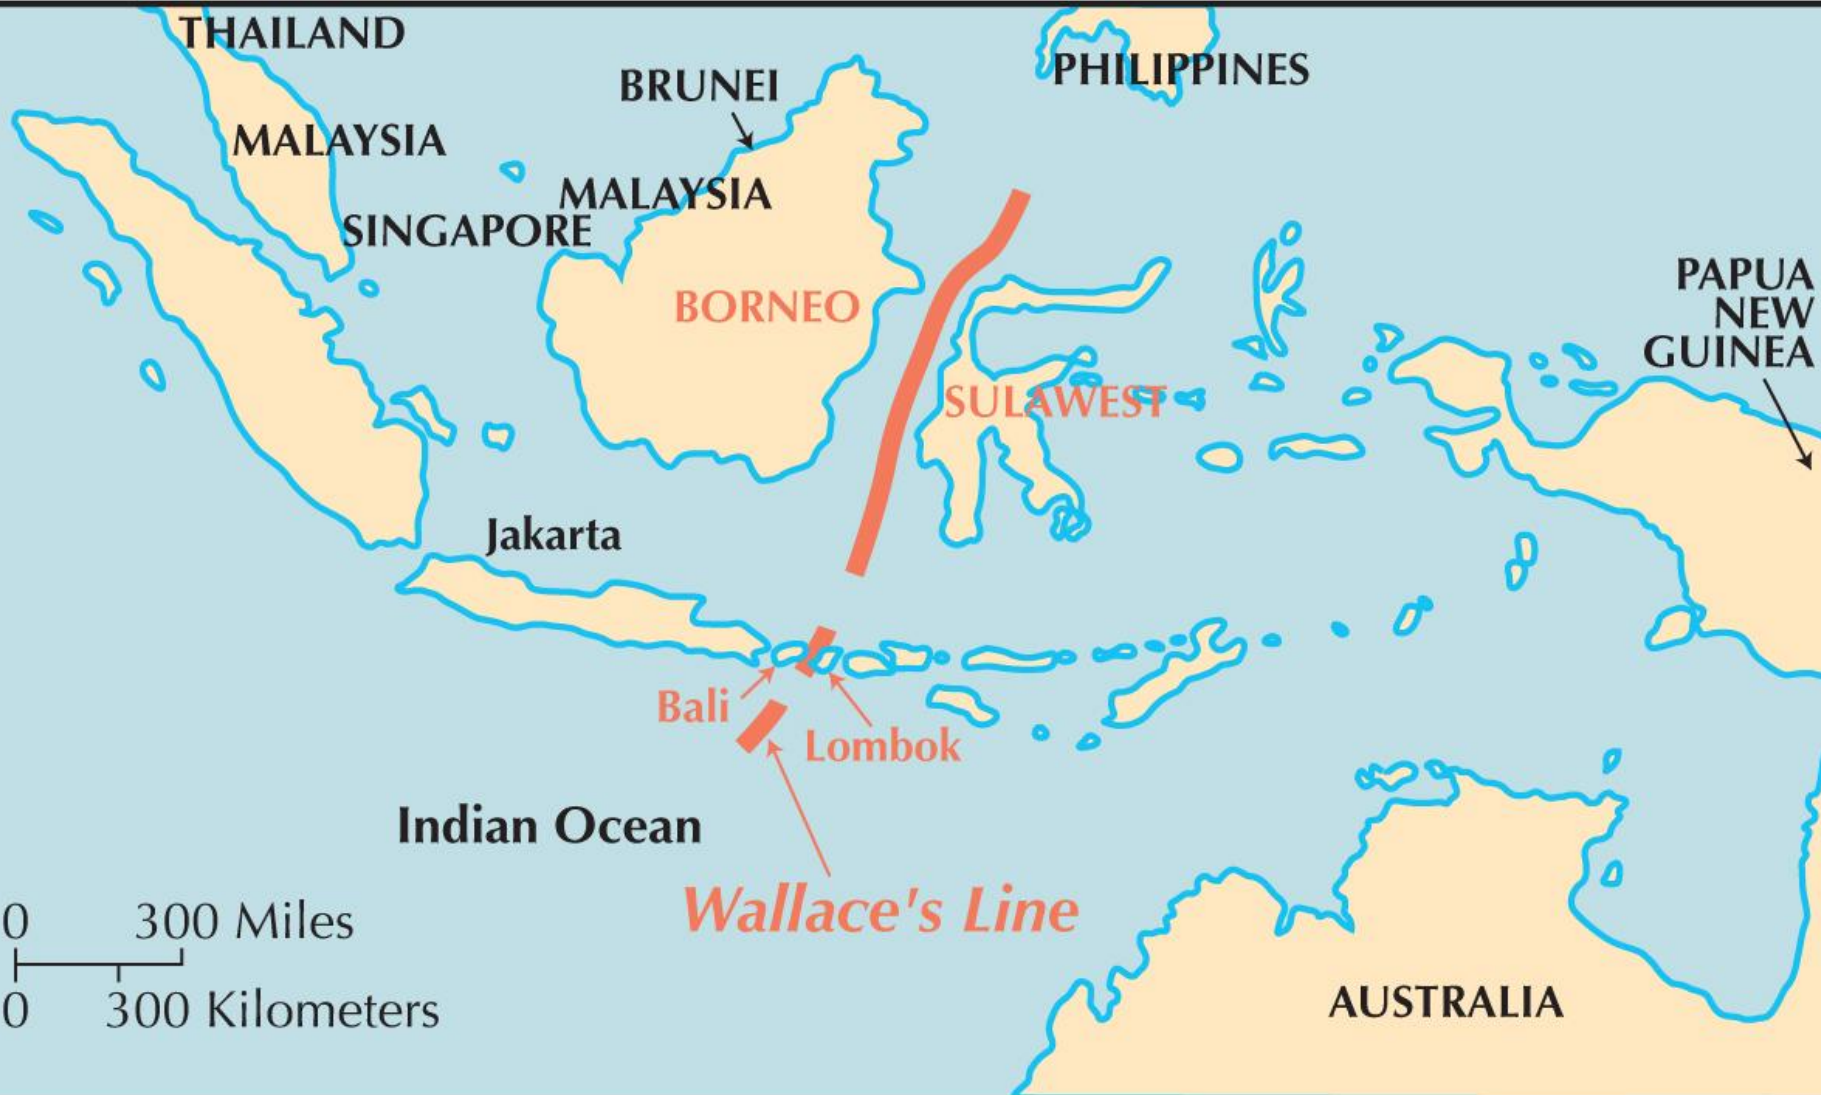 THAILAND
BRUNEI
PHILIPPINES
MALAYSIA
MALAYSIA
SINGAPORE
BORNEO
PAPUA
NEW
GUINEA
SULAWEST
Jakarta
Bali
Lombok
Indian Ocean
Wallace's Line
0 300 Miles
0 300 Kilometers
AUSTRALIA